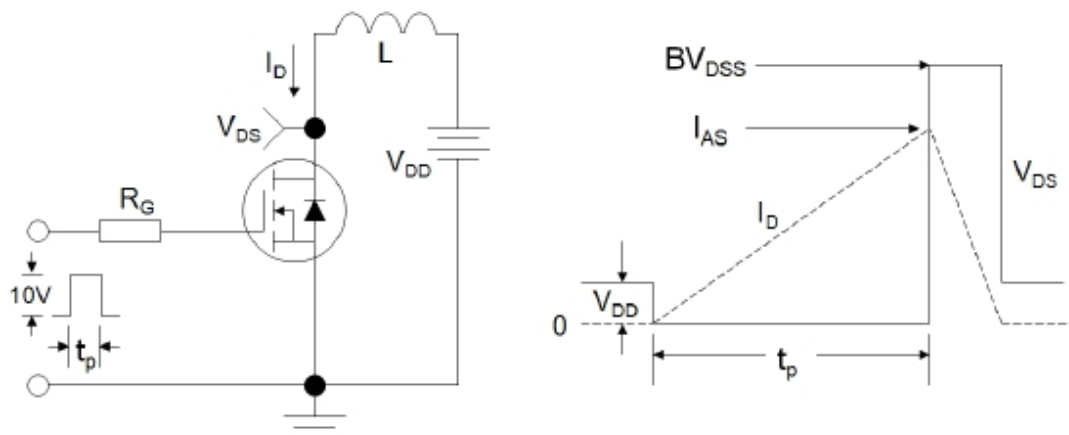 I_D
L
V_DS
V_DD
R_G
10V
t_p
BV_DSS
I_AS
V_DS
I_D
V_DD
0
t_p